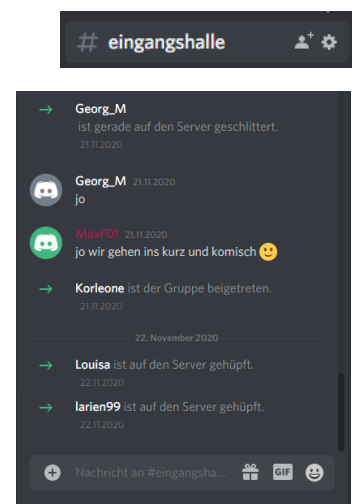 # eingangshalle
Georg_M
ist gerade auf den Server geschlittert.
21.11.2020
Georg_M 21.11.2020
jo
MaxF01 21.11.2020
jo wir gehen ins kurz und komisch 🙂
Korleone ist der Gruppe beigetreten.
21.11.2020
22. November 2020
Louisa ist auf den Server gehüpft.
22.11.2020
larien99 ist auf den Server gehüpft.
22.11.2020
Nachricht an #eingangsha... GIF